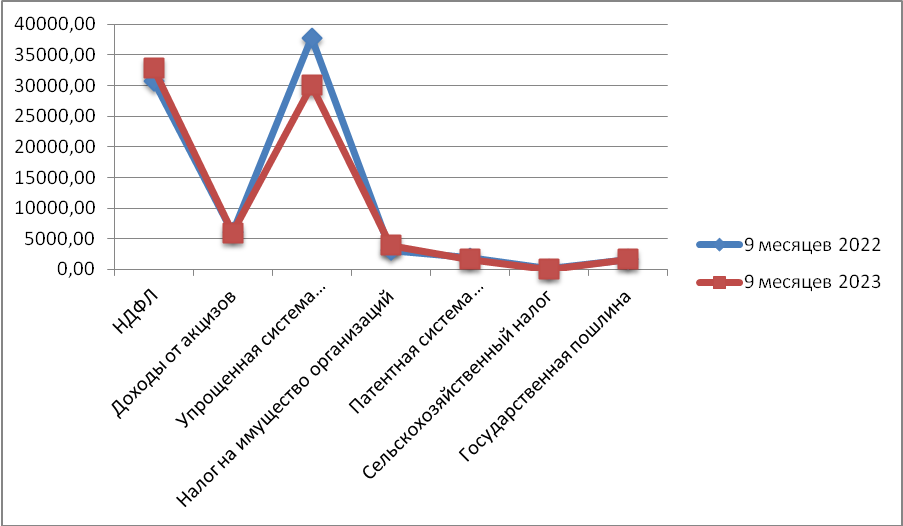 40000,00
35000,00
30000,00
25000,00
20000,00
15000,00
10000,00
5000,00
0,00
НДФЛ
Доходы от акцизов
Упрощенная система...
Налог на имущество организаций
Патентная система...
Сельскохозяйственный налог
Государственная пошлина
9 месяцев 2022
9 месяцев 2023